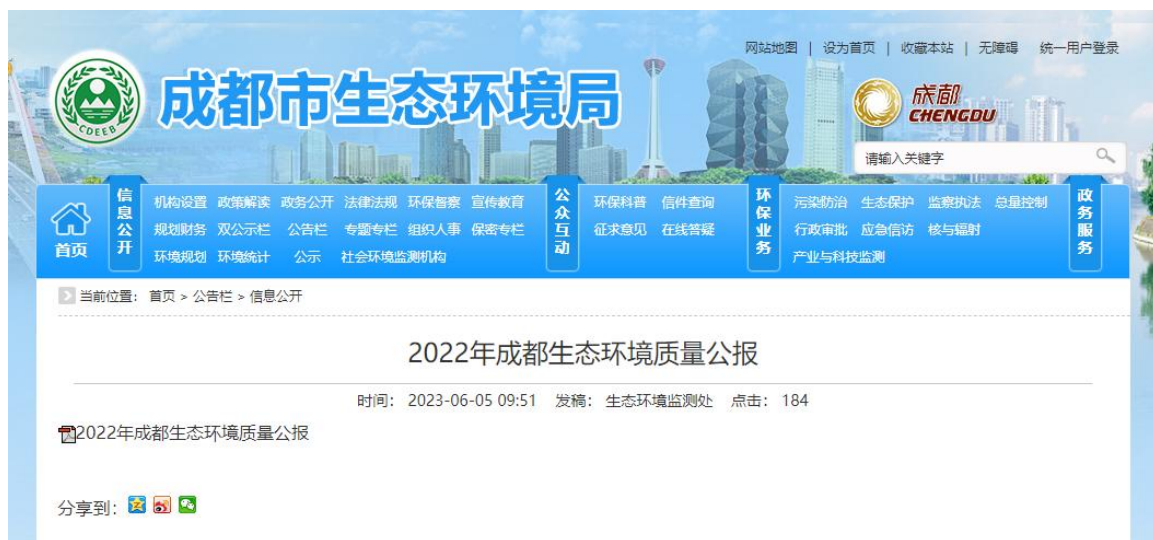 网站地图 | 设为首页 | 收藏本站 | 无障碍 统一用户登录
CDEEB
成都市生态环境局
成都
CHENGDU
请输入关键字
首页
信息公开
机构设置 政策解读 政务公开 法律法规 环保督察 宣传教育
规划财务 双公示栏 公告栏 专题专栏 组织人事 保密专栏
环境规划 环境统计 公示 社会环境监测机构
公众互动
环保科普 信件查询
征求意见 在线答疑
环保业务
污染防治 生态保护 监察执法 总量控制
行政审批 应急信访 核与辐射
产业与科技监测
政务服务
当前位置: 首页 > 公告栏 > 信息公开
2022年成都生态环境质量公报
时间: 2023-06-05 09:51 发稿: 生态环境监测处 点击: 184
2022年成都生态环境质量公报
分享到: